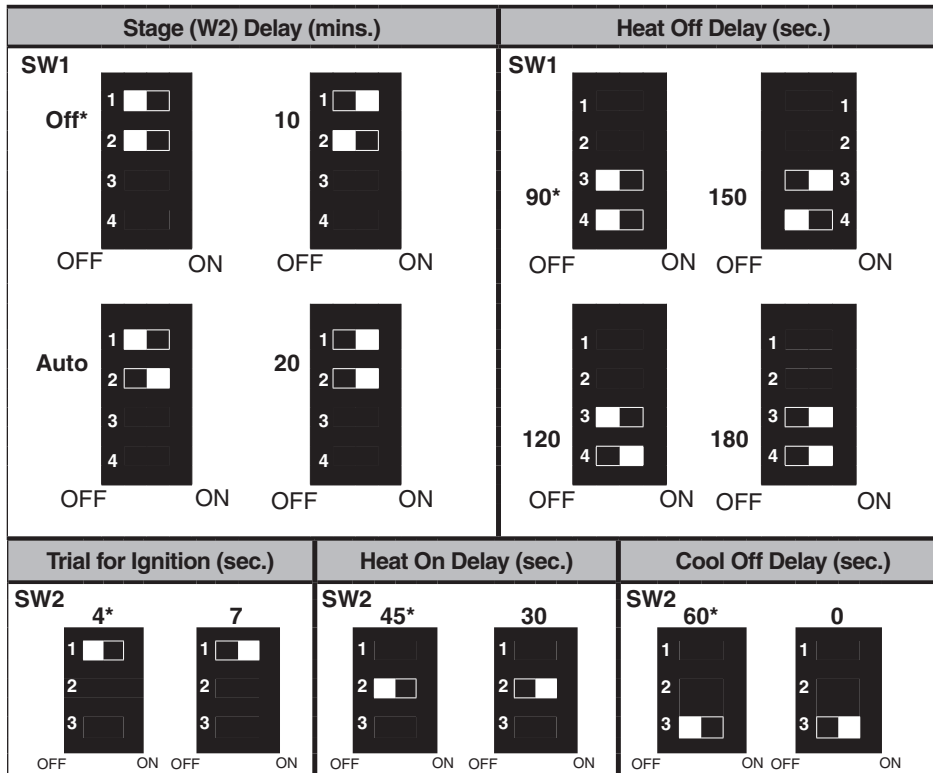 Stage (W2) Delay (mins.)
Heat Off Delay (sec.)
SW1
Off*
1
2
3
4
OFF ON
10
1
2
3
4
OFF ON
Auto
1
2
3
4
OFF ON
20
1
2
3
4
OFF ON
SW1
90*
1
2
3
4
OFF ON
150
1
2
3
4
OFF ON
120
1
2
3
4
OFF ON
180
1
2
3
4
OFF ON
Trial for Ignition (sec.)
Heat On Delay (sec.)
Cool Off Delay (sec.)
SW2
4*
1
2
3
OFF ON
7
1
2
3
OFF ON
SW2
45*
1
2
3
OFF ON
30
1
2
3
OFF ON
SW2
60*
1
2
3
OFF ON
0
1
2
3
OFF ON